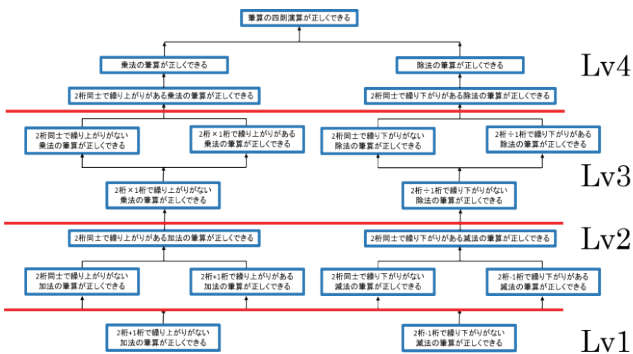 筆算の四則演算が正しくできる
乗法の筆算が正しくできる
除法の筆算が正しくできる
Lv4
2桁同士で繰り上がりがある乗法の筆算が正しくできる
2桁同士で繰り下がりがある除法の筆算が正しくできる
2桁同士で繰り上がりがない
乗法の筆算が正しくできる
2桁×1桁で繰り上がりがある
乗法の筆算が正しくできる
2桁同士で繰り下がりがない
除法の筆算が正しくできる
2桁÷1桁で繰り下がりがある
除法の筆算が正しくできる
Lv3
2桁×1桁で繰り上がりがない
乗法の筆算が正しくできる
2桁÷1桁で繰り下がりがない
除法の筆算が正しくできる
2桁同士で繰り上がりがある加法の筆算が正しくできる
2桁同士で繰り下がりがある減法の筆算が正しくできる
Lv2
2桁同士で繰り上がりがない
加法の筆算が正しくできる
2桁+1桁で繰り上がりがある
加法の筆算が正しくできる
2桁同士で繰り下がりがない
減法の筆算が正しくできる
2桁-1桁で繰り下がりがある
減法の筆算が正しくできる
2桁+1桁で繰り上がりがない
加法の筆算が正しくできる
2桁-1桁で繰り下がりがない
減法の筆算が正しくできる
Lv1